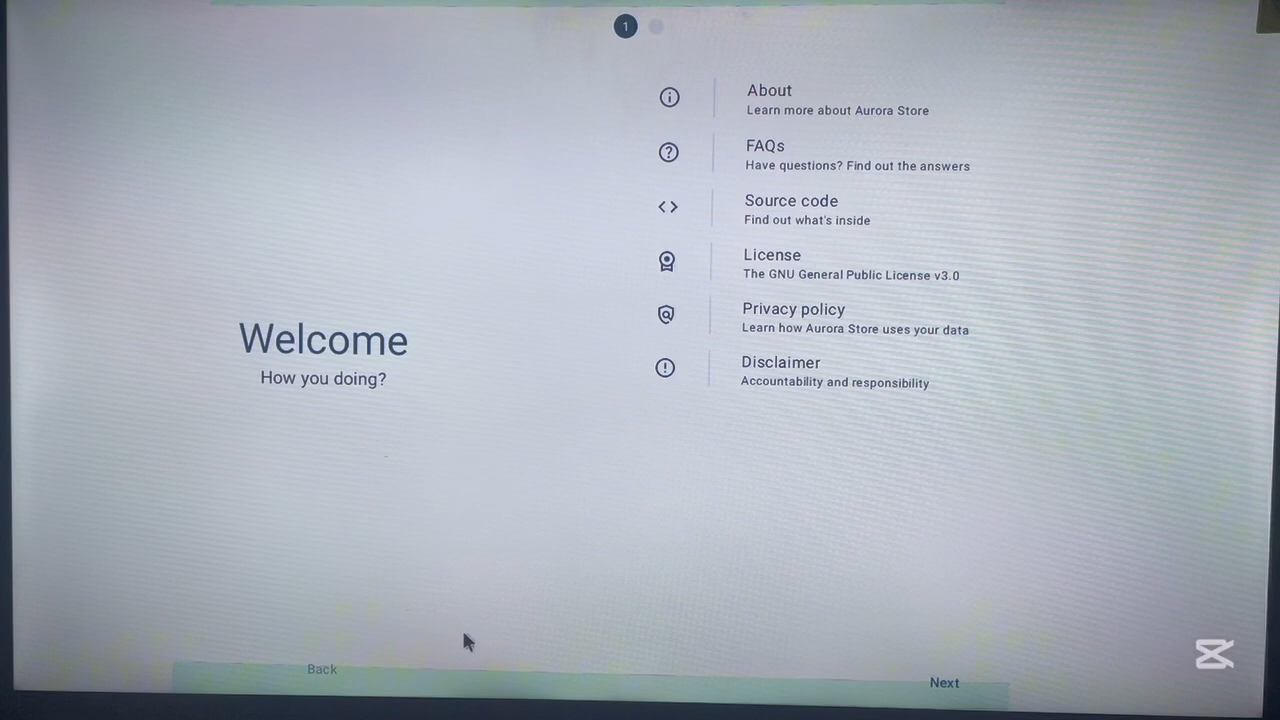 1
About
Learn more about Aurora Store
FAQs
Have questions? Find out the answers
Source code
Find out what's inside
License
The GNU General Public License v3.0
Privacy policy
Learn how Aurora Store uses your data
Disclaimer
Accountability and responsibility
Welcome
How you doing?
Back
Next